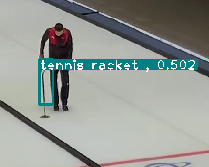 tennis racket , 0.502